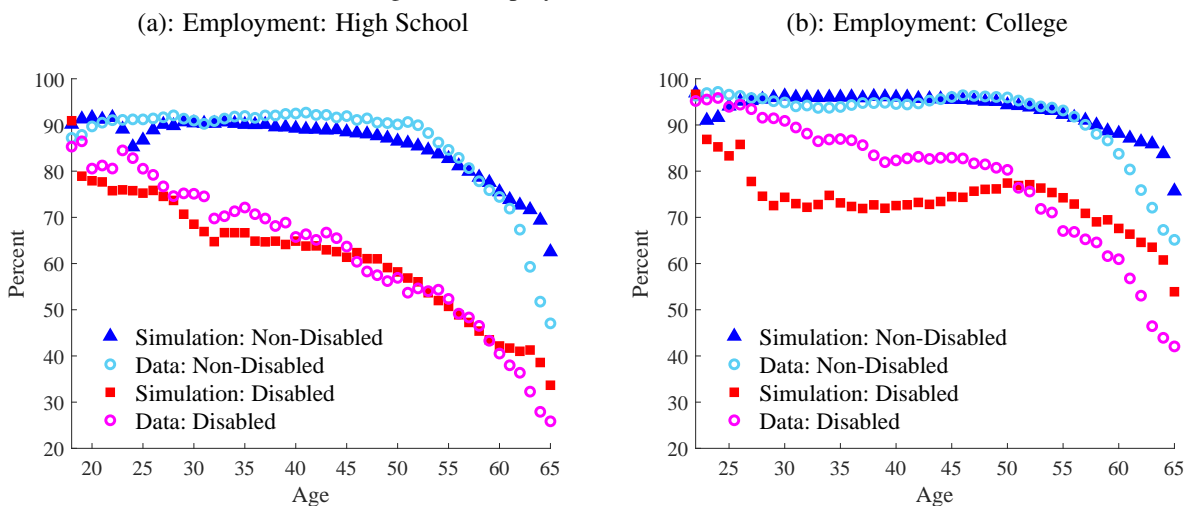 (a): Employment: High School
100
90
80
70
60
50
40
30
20
Percent
Simulation: Non-Disabled
Data: Non-Disabled
Simulation: Disabled
Data: Disabled
20 25 30 35 40 45 50 55 60 65
Age
(b): Employment: College
100
90
80
70
60
50
40
30
20
Percent
Simulation: Non-Disabled
Data: Non-Disabled
Simulation: Disabled
Data: Disabled
25 30 35 40 45 50 55 60 65
Age